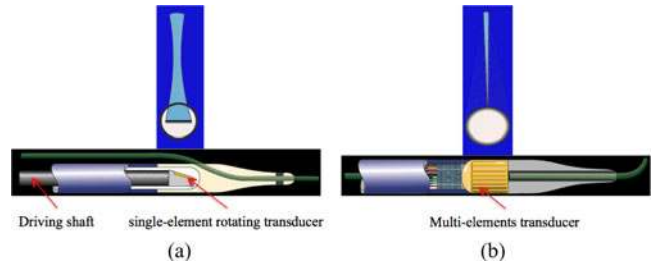 Driving shaft
single-element rotating transducer
Multi-elements transducer
(a)
(b)